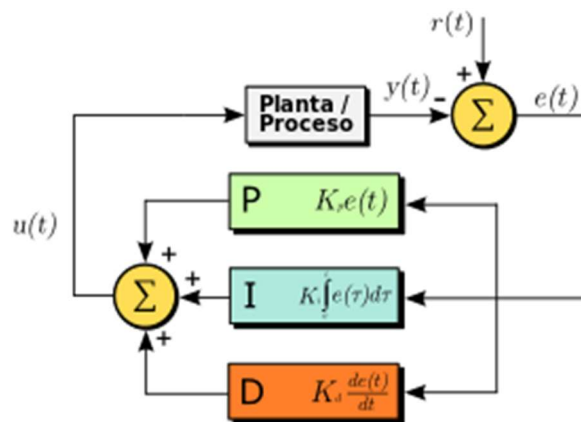 r(t)
+
Planta /
Proceso
y(t)
-
Σ
e(t)
P K_p e(t)
u(t)
+
+
Σ
I K_i ∫ e(τ)dτ
+
D K_d de(t)/dt